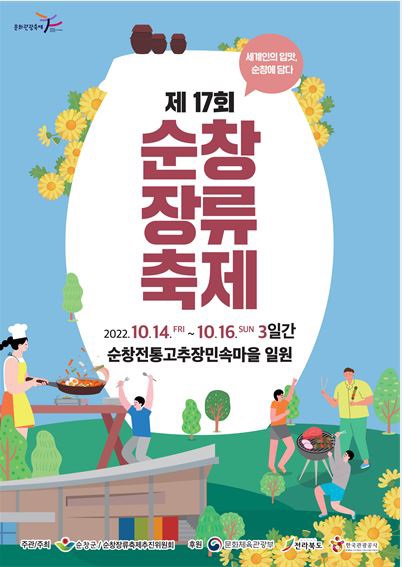 문화관광축제
세계인의 입맛,
순창에 담다
제 17회
순창
장류
축제
2022. 10.14. FRI ~ 10.16. SUN 3일간
순창전통고추장민속마을 일원
주관/주최 순창군 / 순창장류축제추진위원회 후원 문화체육관광부 전라북도 한국관광공사